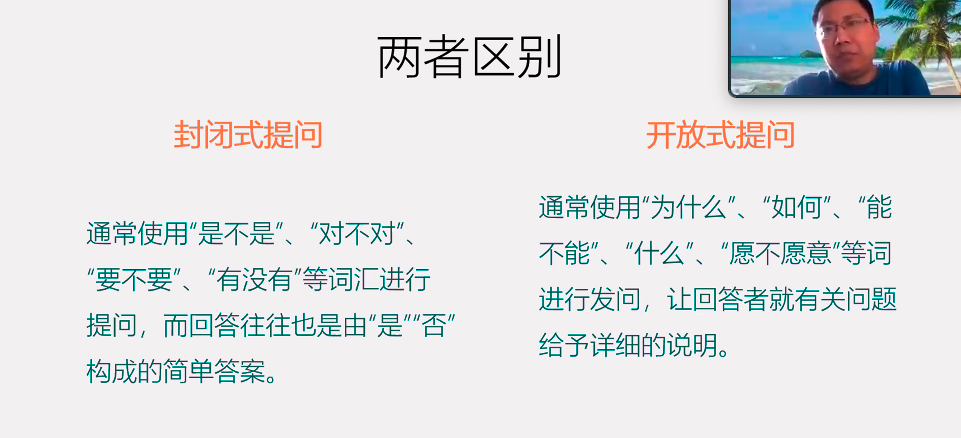 两者区别
封闭式提问
通常使用“是不是”、“对不对”、
“要不要”、“有没有”等词汇进行
提问，而回答往往也是由“是”“否”
构成的简单答案。
开放式提问
通常使用“为什么”、“如何”、“能
不能”、“什么”、“愿不愿意”等词
进行发问，让回答者就有关问题
给予详细的说明。